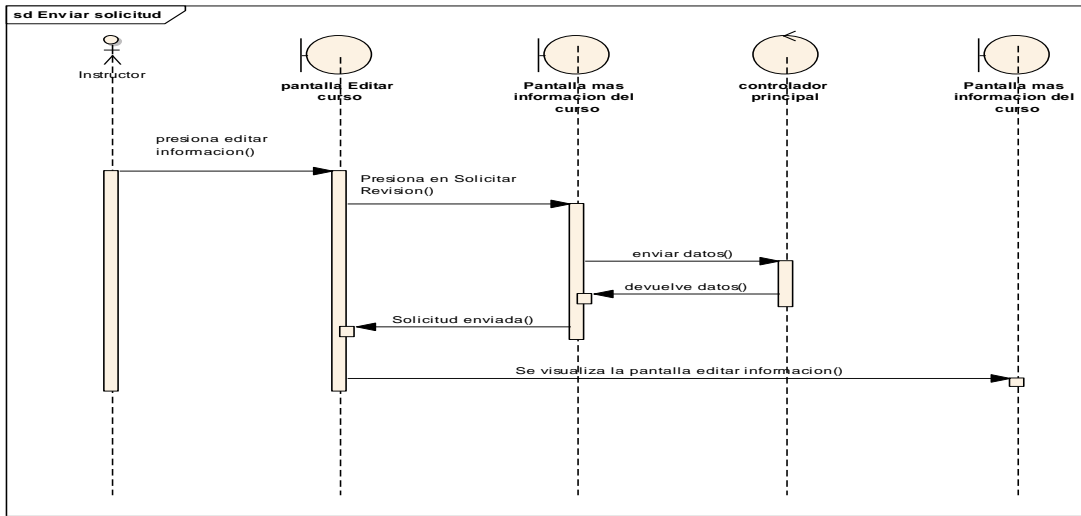 sd Enviar solicitud
Instructor
pantalla Editar
curso
Pantalla mas
informacion del
curso
controlador
principal
Pantalla mas
informacion del
curso
presiona editar
informacion()
Presiona en Solicitar
Revision()
enviar datos()
devuelve datos()
Solicitud enviada()
Se visualiza la pantalla editar informacion()